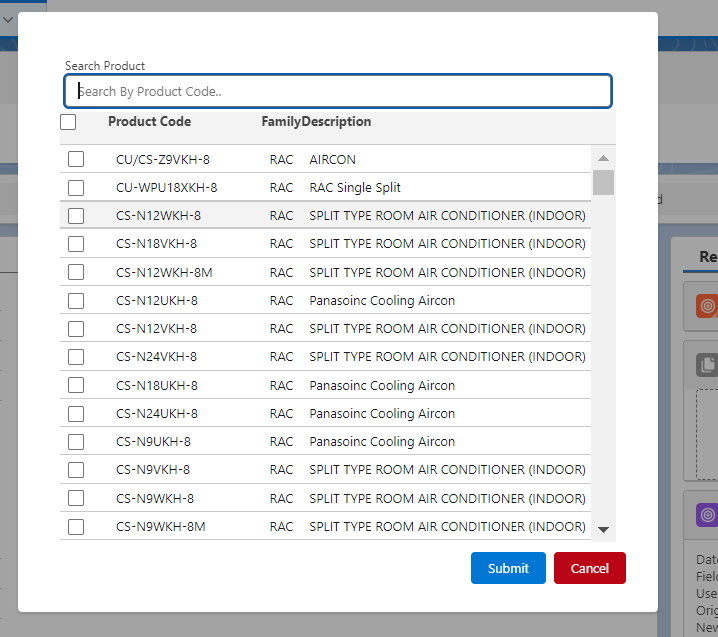 Search Product
Search By Product Code..
Product Code FamilyDescription
CU/CS-Z9VKH-8 RAC AIRCON
CU-WPU18XKH-8 RAC RAC Single Split
CS-N12WKH-8 RAC SPLIT TYPE ROOM AIR CONDITIONER (INDOOR)
CS-N18VKH-8 RAC SPLIT TYPE ROOM AIR CONDITIONER (INDOOR)
CS-N12WKH-8M RAC SPLIT TYPE ROOM AIR CONDITIONER (INDOOR)
CS-N12UKH-8 RAC Panasoinc Cooling Aircon
CS-N12VKH-8 RAC SPLIT TYPE ROOM AIR CONDITIONER (INDOOR)
CS-N24VKH-8 RAC SPLIT TYPE ROOM AIR CONDITIONER (INDOOR)
CS-N18UKH-8 RAC Panasoinc Cooling Aircon
CS-N24UKH-8 RAC Panasoinc Cooling Aircon
CS-N9UKH-8 RAC Panasoinc Cooling Aircon
CS-N9VKH-8 RAC SPLIT TYPE ROOM AIR CONDITIONER (INDOOR)
CS-N9WKH-8 RAC SPLIT TYPE ROOM AIR CONDITIONER (INDOOR)
CS-N9WKH-8M RAC SPLIT TYPE ROOM AIR CONDITIONER (INDOOR)
Submit Cancel
d
Re
Date
Field
Use
Orig
New